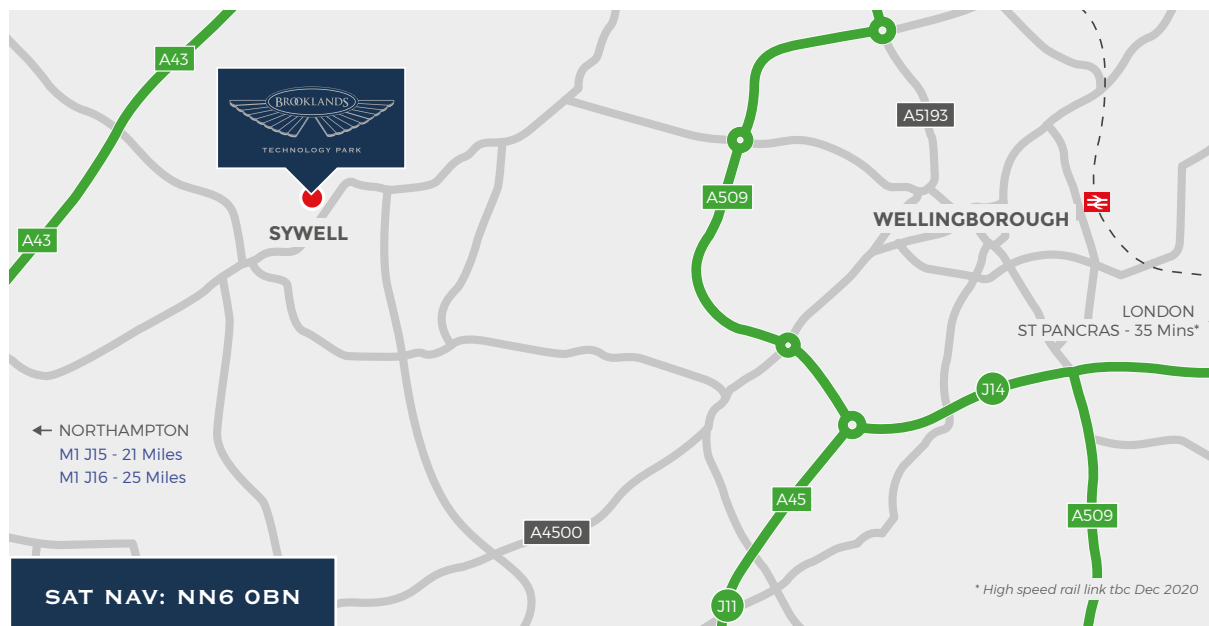 A43
A5193
BROOKLANDS
TECHNOLOGY PARK
A509
SYWELL
WELLINGBOROUGH
A43
LONDON
ST PANCRAS - 35 Mins*
J14
NORTHAMPTON
M1 J15 - 21 Miles
M1 J16 - 25 Miles
A45
A509
A4500
SAT NAV: NN6 0BN
* High speed rail link tbc Dec 2020
J11